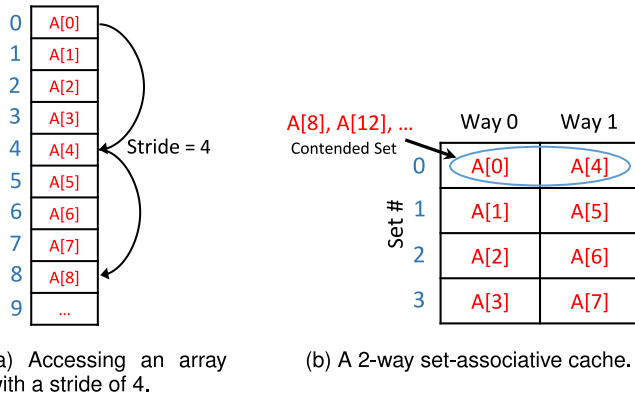 0 A[0]
1 A[1]
2 A[2]
3 A[3]
4 A[4] Stride = 4
5 A[5]
6 A[6]
7 A[7]
8 A[8]
9 ...
a) Accessing an array
with a stride of 4.
A[8], A[12], ... Way 0 Way 1
Contended Set
Set #
0 A[0] A[4]
1 A[1] A[5]
2 A[2] A[6]
3 A[3] A[7]
(b) A 2-way set-associative cache.